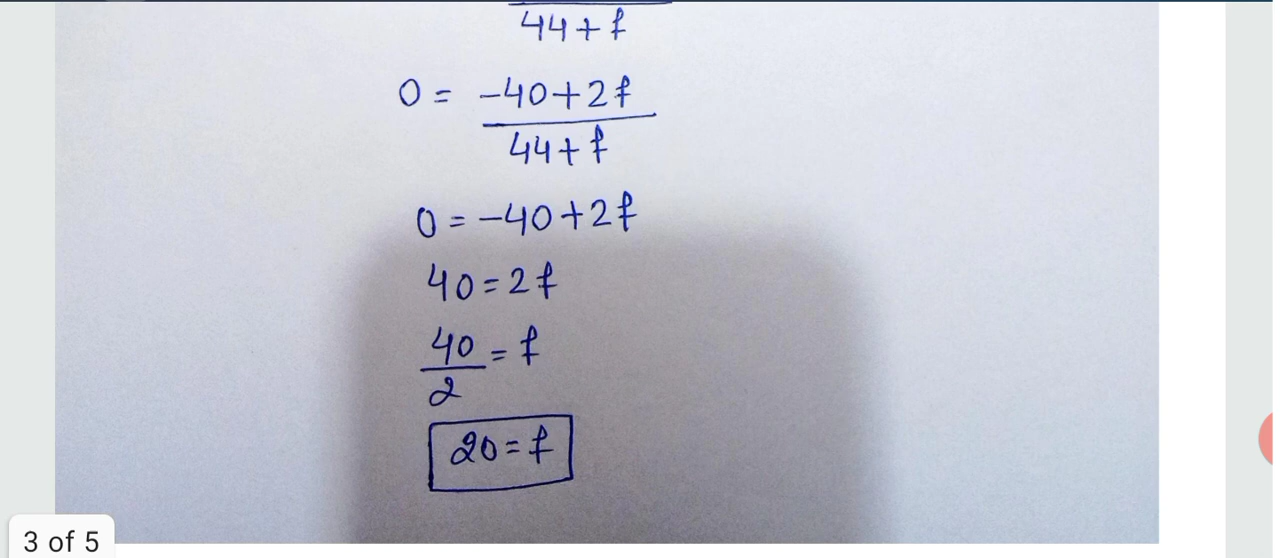 44+f
0 = -40+2f
44+f
0 = -40+2f
40=2f
40 = f
2
20=f
3 of 5